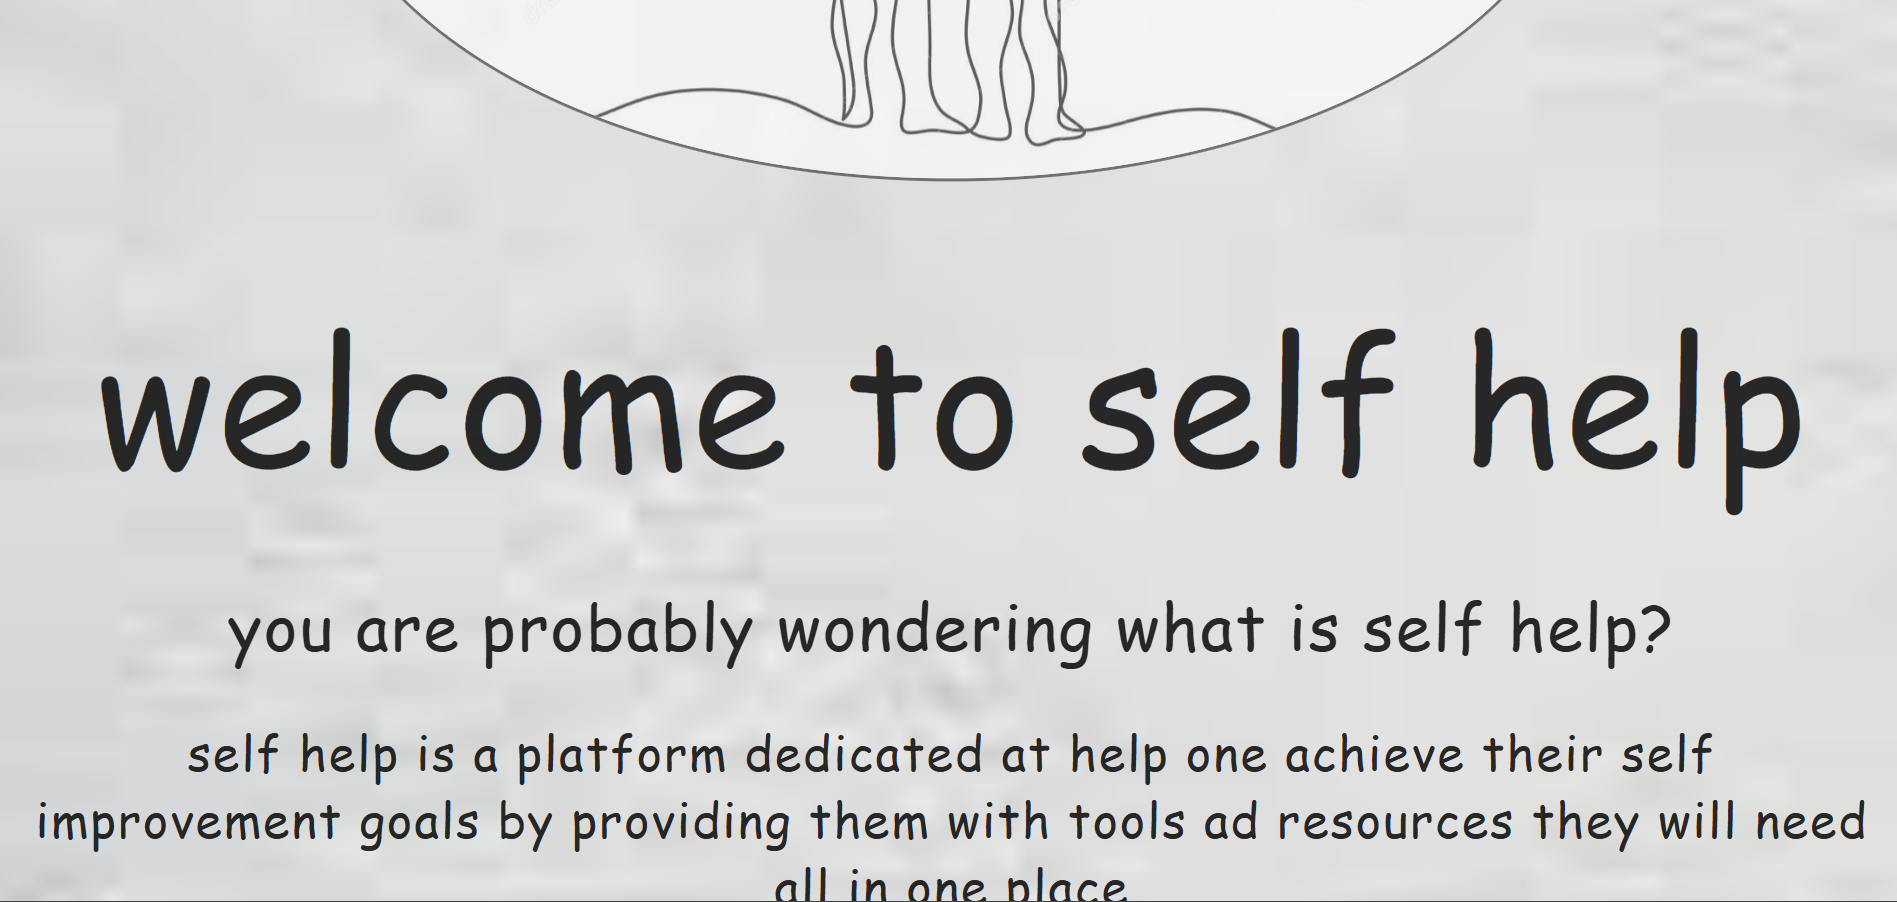 welcome to self help
you are probably wondering what is self help?
self help is a platform dedicated at help one achieve their self
improvement goals by providing them with tools ad resources they will need
all in one place